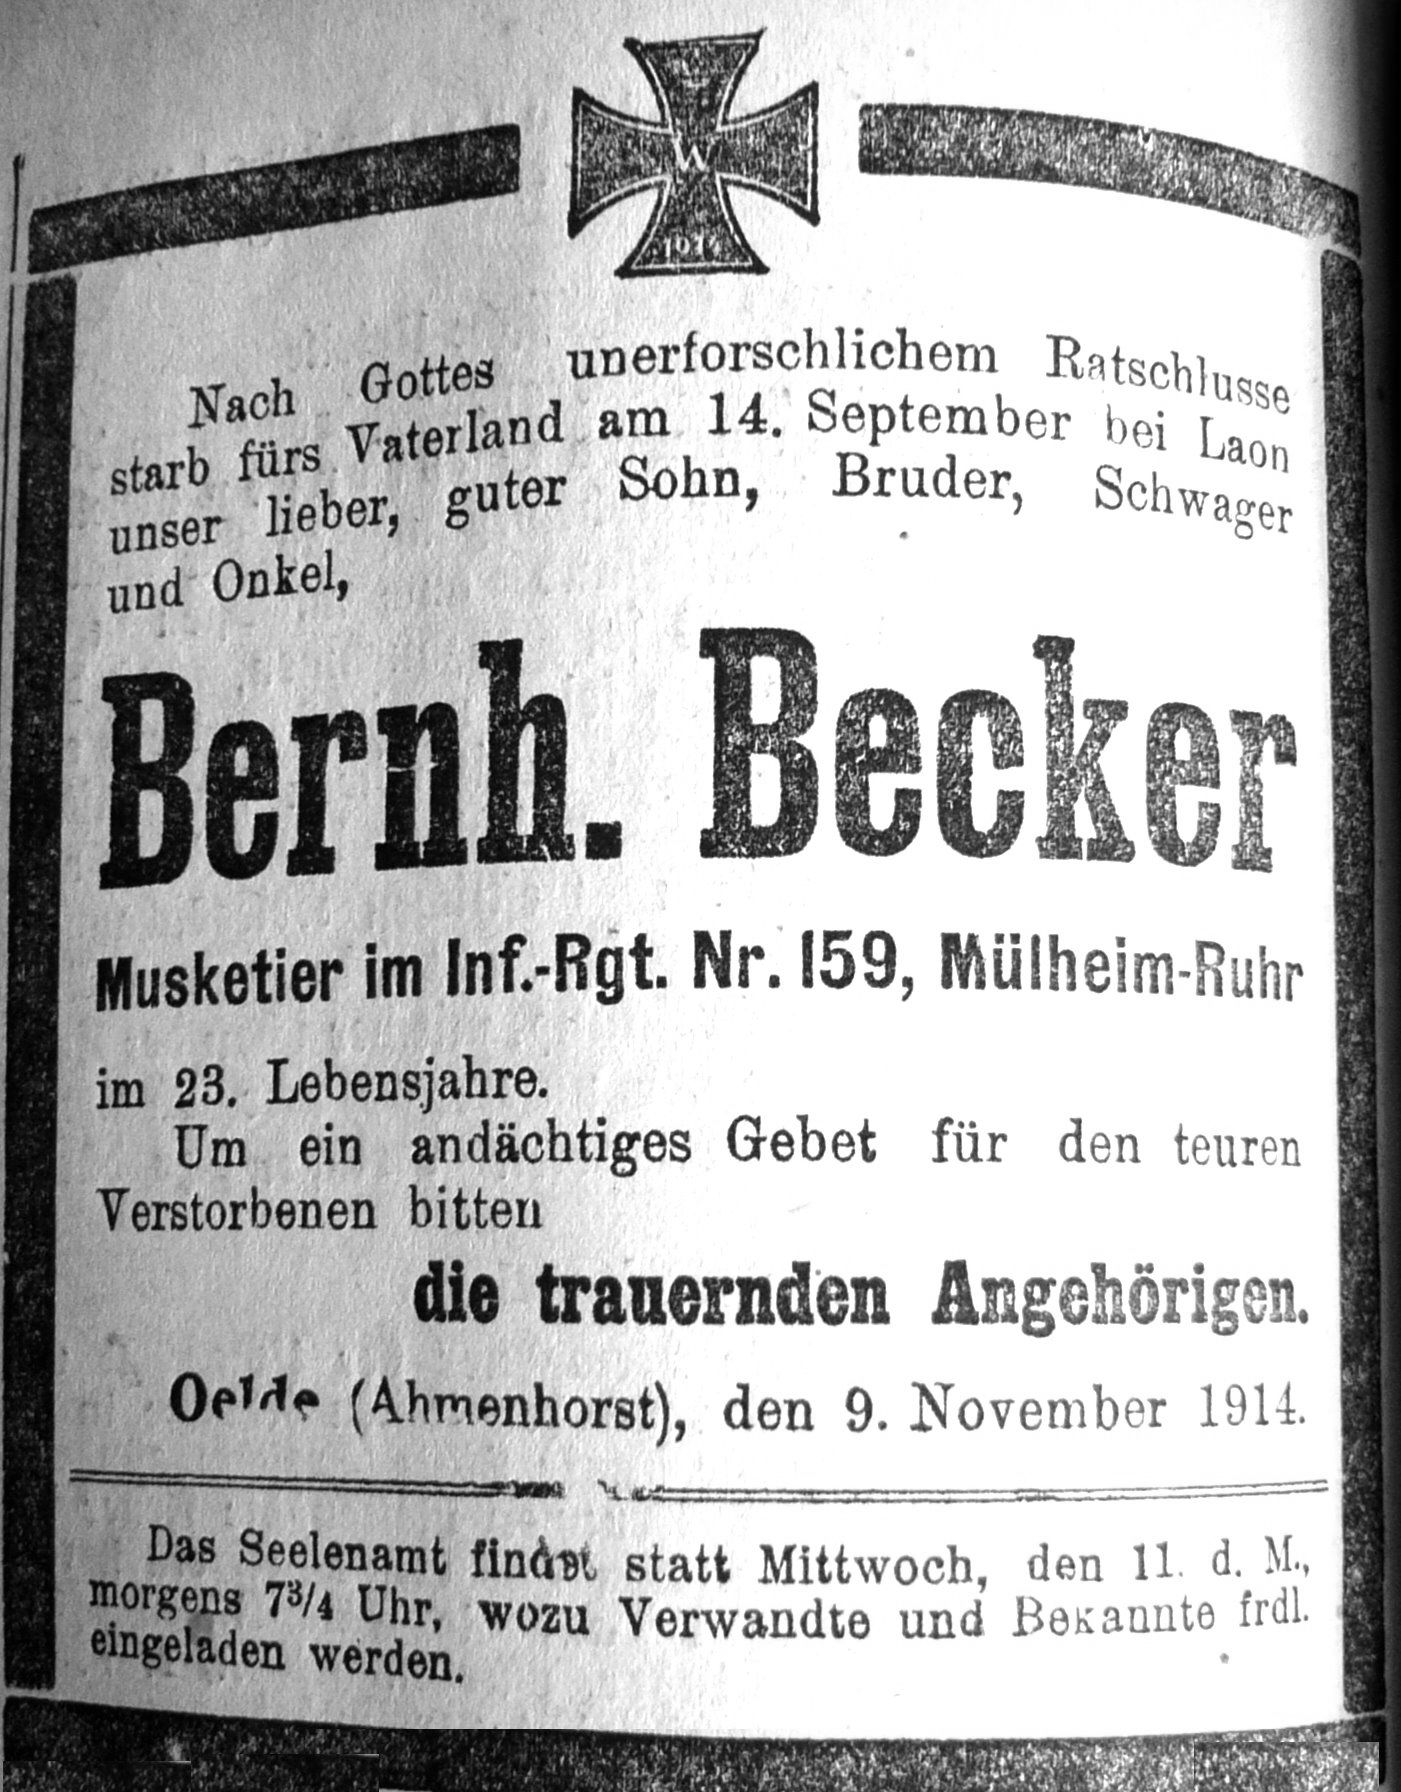 W
1914
Nach Gottes unerforschlichem Ratschlusse
starb fürs Vaterland am 14. September bei Laon
unser lieber, guter Sohn, Bruder, Schwager
und Onkel,
Bernh. Becker
Musketier im Inf.-Rgt. Nr. 159, Mülheim-Ruhr
im 23. Lebensjahre.
Um ein andächtiges Gebet für den teuren
Verstorbenen bitten
die trauernden Angehörigen.
Oelde (Ahmenhorst), den 9. November 1914.
Das Seelenamt findet statt Mittwoch, den 11. d. M.,
morgens 7¾ Uhr, wozu Verwandte und Bekannte frdl.
eingeladen werden.